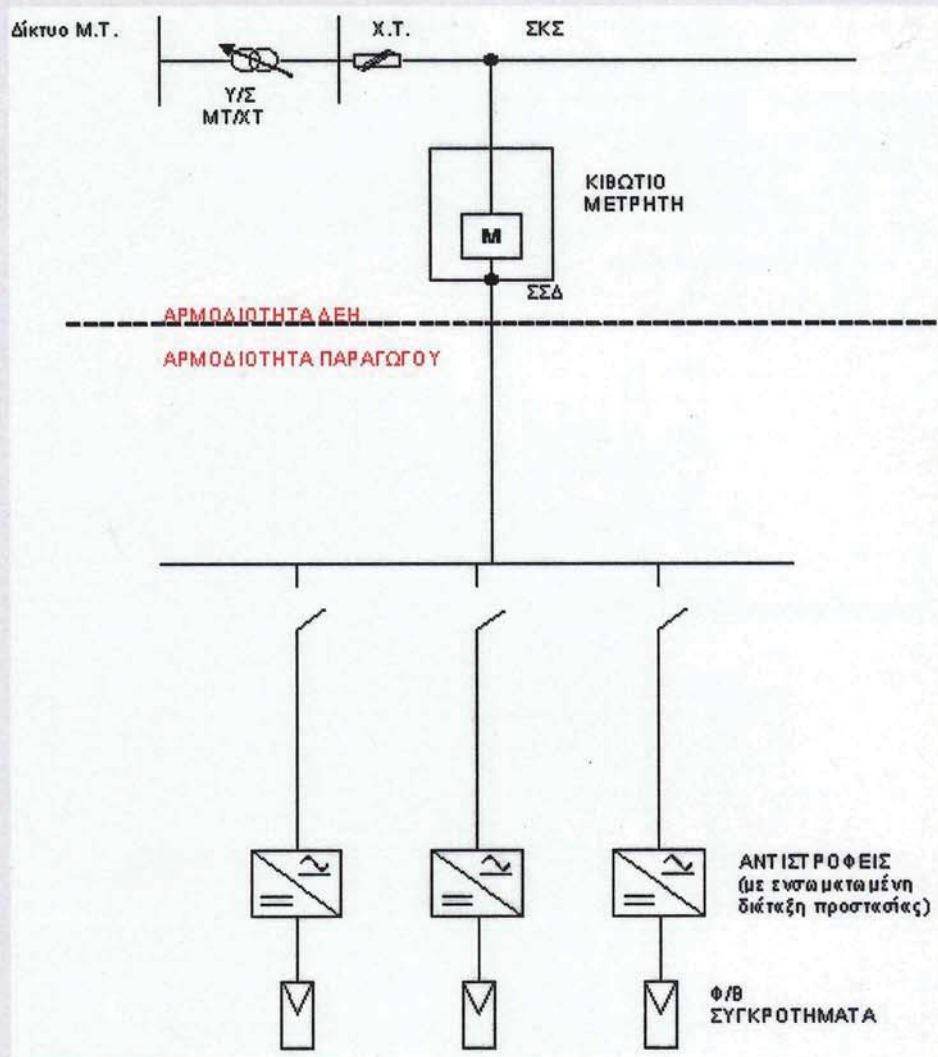 Δίκτυο Μ.Τ.
Χ.Τ.
ΣΚΣ
Υ/Σ
ΜΤ/ΧΤ
ΚΙΒΩΤΙΟ
ΜΕΤΡΗΤΗ
M
ΣΣΔ
ΑΡΜΟΔΙΟΤΗΤΑ ΔΕΗ
ΑΡΜΟΔΙΟΤΗΤΑ ΠΑΡΑΓΩΓΟΥ
ΑΝΤΙΣΤΡΟΦΕΙΣ
(με ενσωματωμένη
διάταξη προστασίας)
Φ/Β
ΣΥΓΚΡΟΤΗΜΑΤΑ